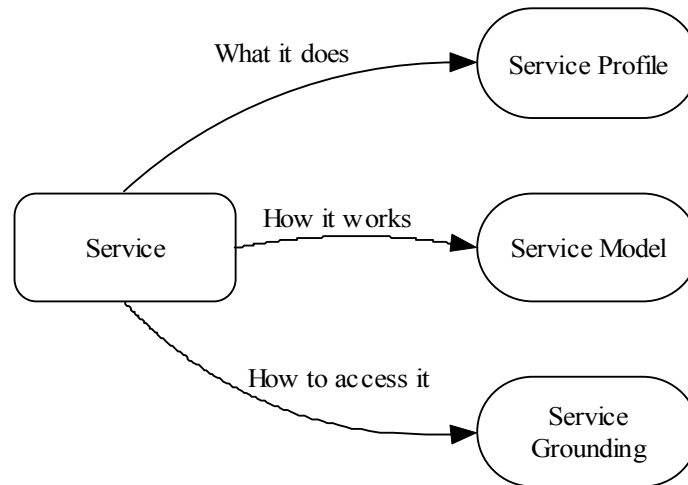 What it does
Service Profile
How it works
Service
Service Model
How to access it
Service
Grounding